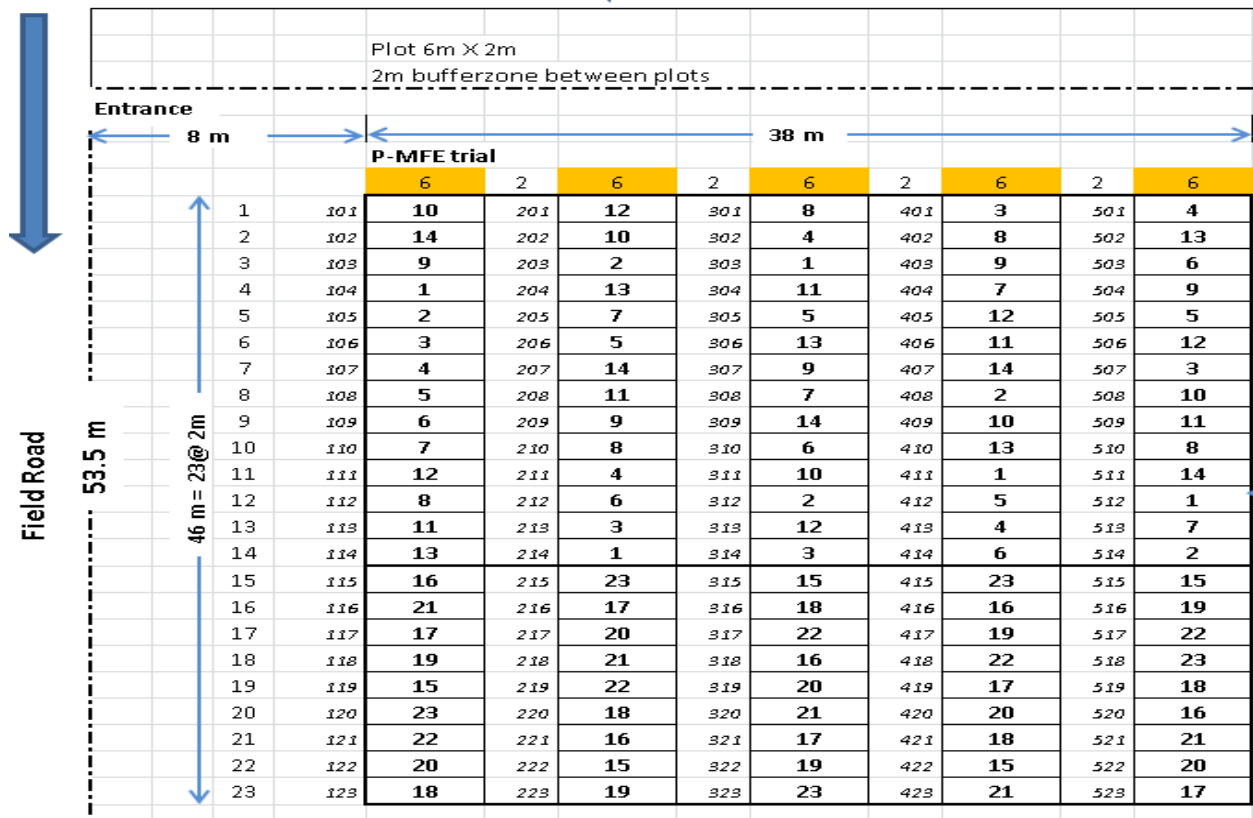 Plot 6m X 2m
2m bufferzone between plots
Entrance
8 m
38 m
P-MFE trial
6 2 6 2 6 2 6 2 6
1 101 10 201 12 301 8 401 3 501 4
2 102 14 202 10 302 4 402 8 502 13
3 103 9 203 2 303 1 403 9 503 6
4 104 1 204 13 304 11 404 7 504 9
5 105 2 205 7 305 5 405 12 505 5
6 106 3 206 5 306 13 406 11 506 12
7 107 4 207 14 307 9 407 14 507 3
8 108 5 208 11 308 7 408 2 508 10
9 109 6 209 9 309 14 409 10 509 11
10 110 7 210 8 310 6 410 13 510 8
11 111 12 211 4 311 10 411 1 511 14
12 112 8 212 6 312 2 412 5 512 1
13 113 11 213 3 313 12 413 4 513 7
14 114 13 214 1 314 3 414 6 514 2
15 115 16 215 23 315 15 415 23 515 15
16 116 21 216 17 316 18 416 16 516 19
17 117 17 217 20 317 22 417 19 517 22
18 118 19 218 21 318 16 418 22 518 23
19 119 15 219 22 319 20 419 17 519 18
20 120 23 220 18 320 21 420 20 520 16
21 121 22 221 16 321 17 421 18 521 21
22 122 20 222 15 322 19 422 15 522 20
23 123 18 223 19 323 23 423 21 523 17
Field Road
53.5 m
46 m = 23@ 2m